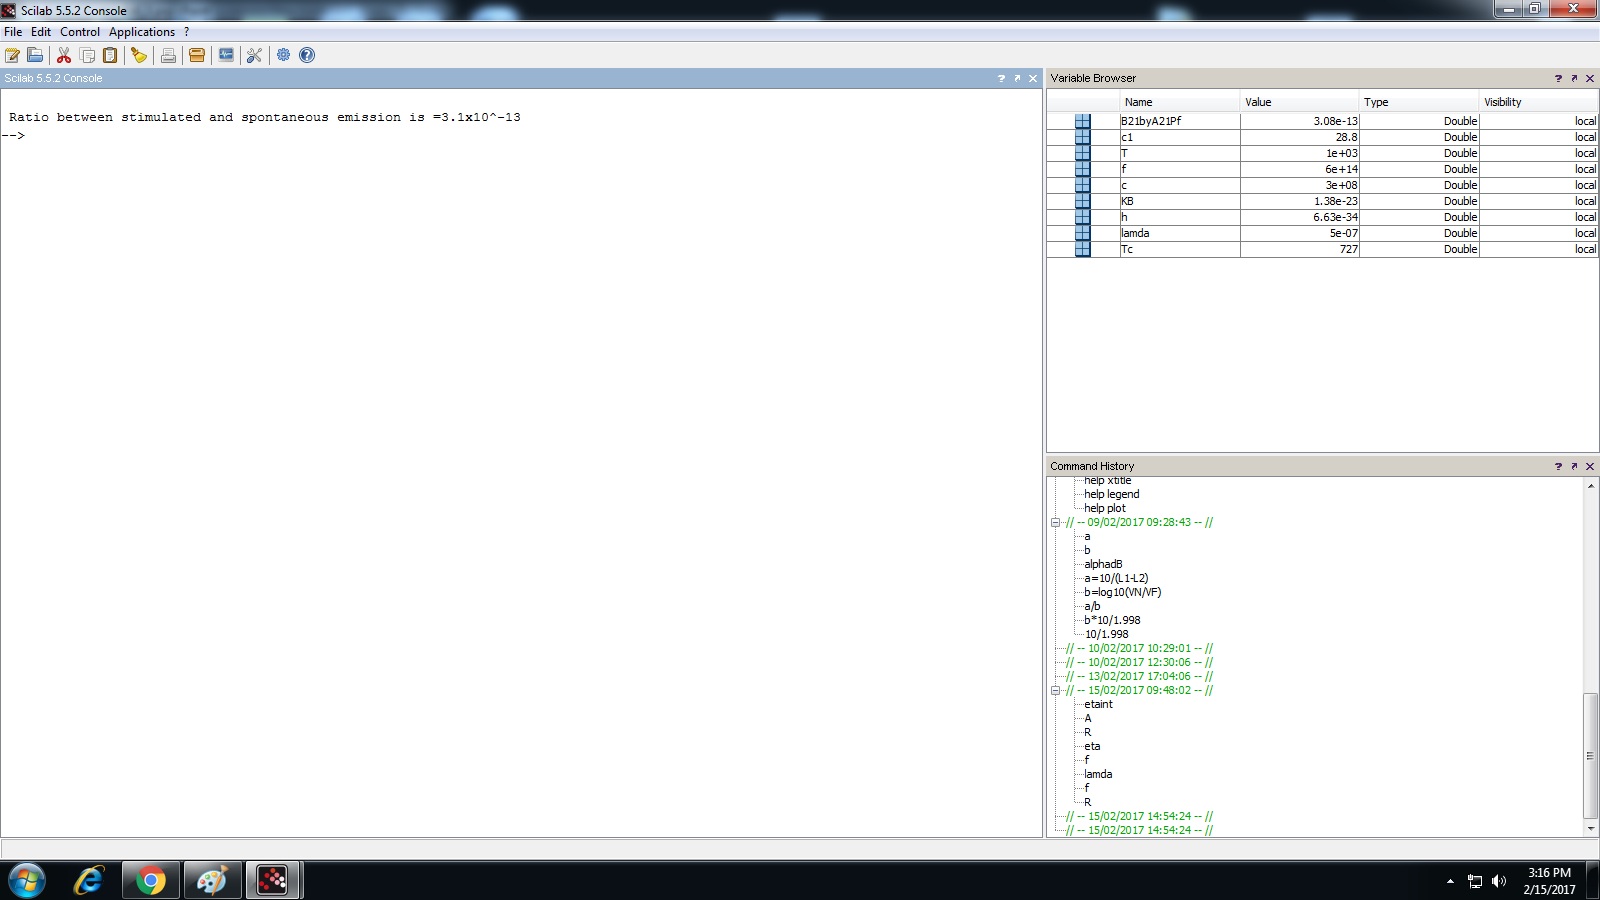 Scilab 5.5.2 Console
File Edit Control Applications ?
Scilab 5.5.2 Console
Ratio between stimulated and spontaneous emission is =3.1x10^-13
-->
Variable Browser
Name Value Type Visibility
B21byA21Pf 3.08e-13 Double local
c1 28.8 Double local
T 1e+03 Double local
f 6e+14 Double local
c 3e+08 Double local
KB 1.38e-23 Double local
h 6.63e-34 Double local
lamda 5e-07 Double local
Tc 727 Double local
Command History
help xtitle
help legend
help plot
// -- 09/02/2017 09:28:43 -- //
a
b
alphadB
a=10/(L1-L2)
b=log10(VN/VF)
a/b
b*10/1.998
10/1.998
// -- 10/02/2017 10:29:01 -- //
// -- 10/02/2017 12:30:06 -- //
// -- 13/02/2017 17:04:06 -- //
// -- 15/02/2017 09:48:02 -- //
etaint
A
R
eta
f
lamda
f
R
// -- 15/02/2017 14:54:24 -- //
// -- 15/02/2017 14:54:24 -- //
3:16 PM
2/15/2017